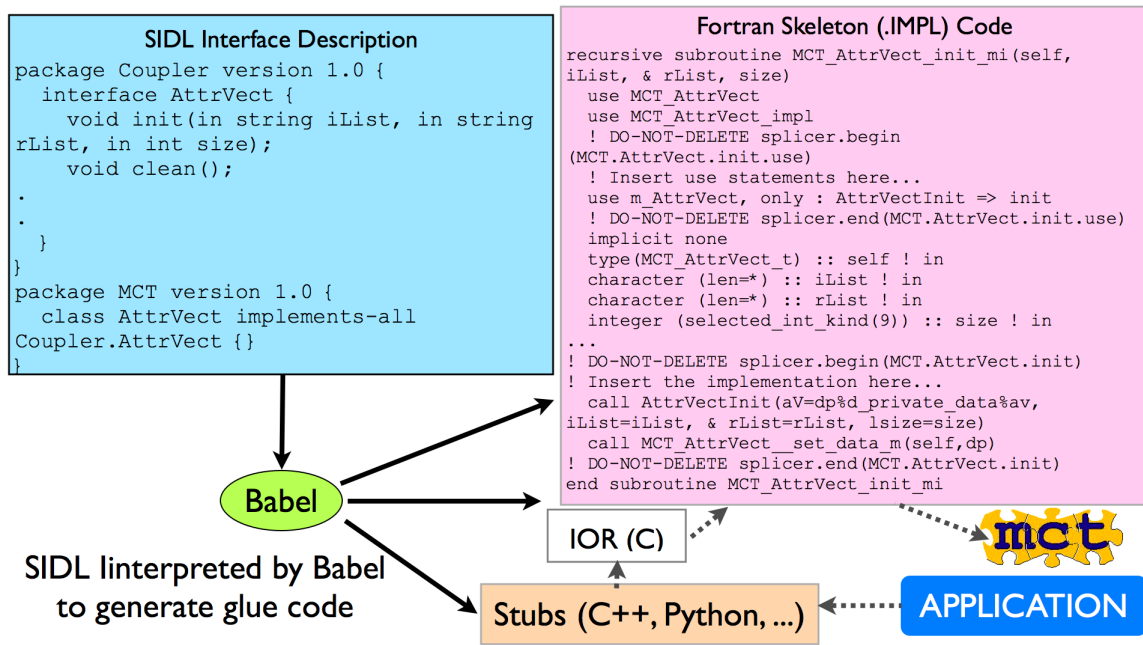 SIDL Interface Description
package Coupler version 1.0 {
interface AttrVect {
void init(in string iList, in string
rList, in int size);
void clean();
.
.
}
}
package MCT version 1.0 {
class AttrVect implements-all
Coupler.AttrVect {}
}
Fortran Skeleton (.IMPL) Code
recursive subroutine MCT_AttrVect_init_mi(self,
iList, & rList, size)
use MCT_AttrVect
use MCT_AttrVect_impl
! DO-NOT-DELETE splicer.begin
(MCT.AttrVect.init.use)
! Insert use statements here...
use m_AttrVect, only : AttrVectInit => init
! DO-NOT-DELETE splicer.end(MCT.AttrVect.init.use)
implicit none
type(MCT_AttrVect_t) :: self ! in
character (len=*) :: iList ! in
character (len=*) :: rList ! in
integer (selected_int_kind(9)) :: size ! in
...
! DO-NOT-DELETE splicer.begin(MCT.AttrVect.init)
! Insert the implementation here...
call AttrVectInit(aV=dp%d_private_data%av,
iList=iList, & rList=rList, lsize=size)
call MCT_AttrVect__set_data_m(self,dp)
! DO-NOT-DELETE splicer.end(MCT.AttrVect.init)
end subroutine MCT_AttrVect_init_mi
Babel
IOR (C)
mct
SIDL Iinterpreted by Babel
to generate glue code
Stubs (C++, Python, ...)
APPLICATION